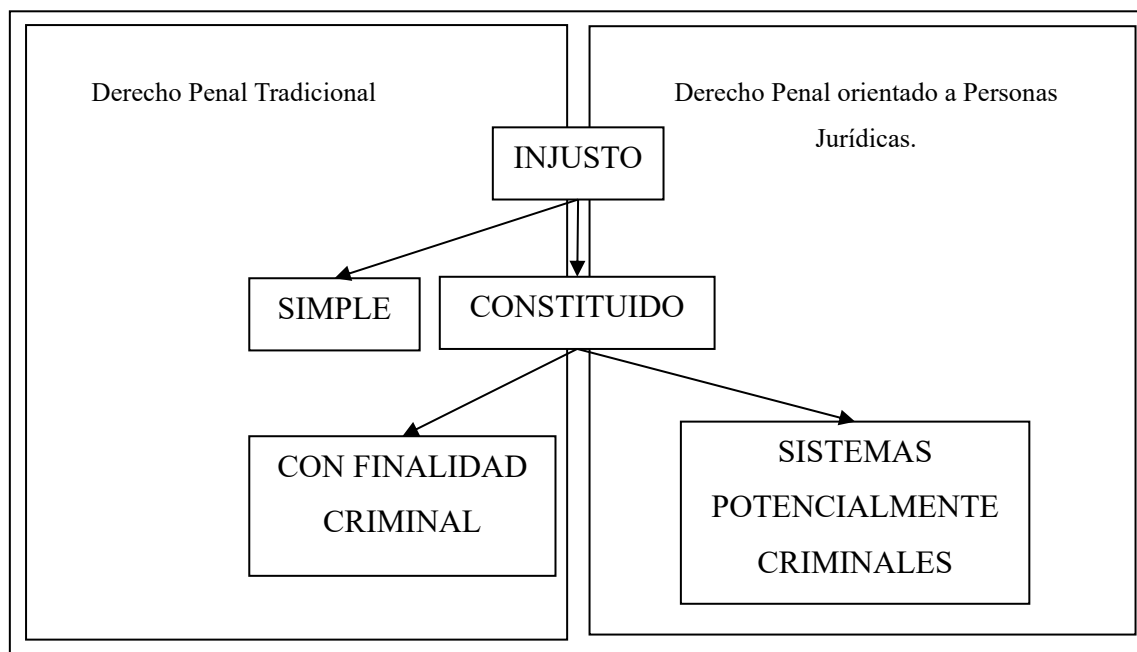 Derecho Penal Tradicional
Derecho Penal orientado a Personas
Jurídicas.
INJUSTO
SIMPLE
CONSTITUIDO
CON FINALIDAD
CRIMINAL
SISTEMAS
POTENCIALMENTE
CRIMINALES